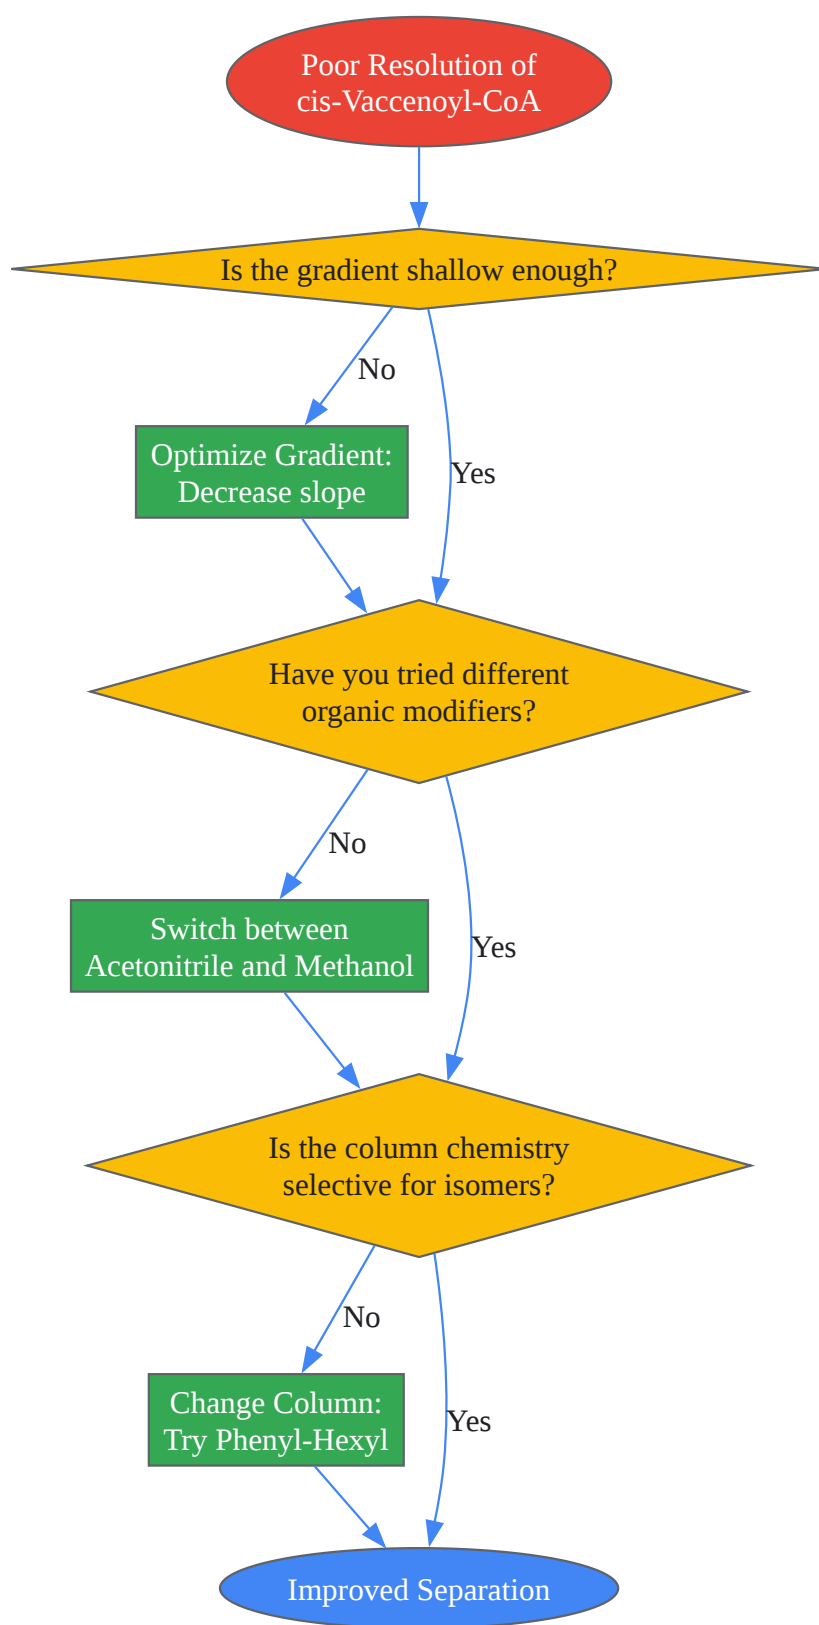 Poor Resolution of
cis-Vaccenoyl-CoA
Is the gradient shallow enough?
No
Optimize Gradient:
Decrease slope
Yes
Have you tried different
organic modifiers?
No
Switch between
Acetonitrile and Methanol
Yes
Is the column chemistry
selective for isomers?
No
Change Column:
Try Phenyl-Hexyl
Yes
Improved Separation